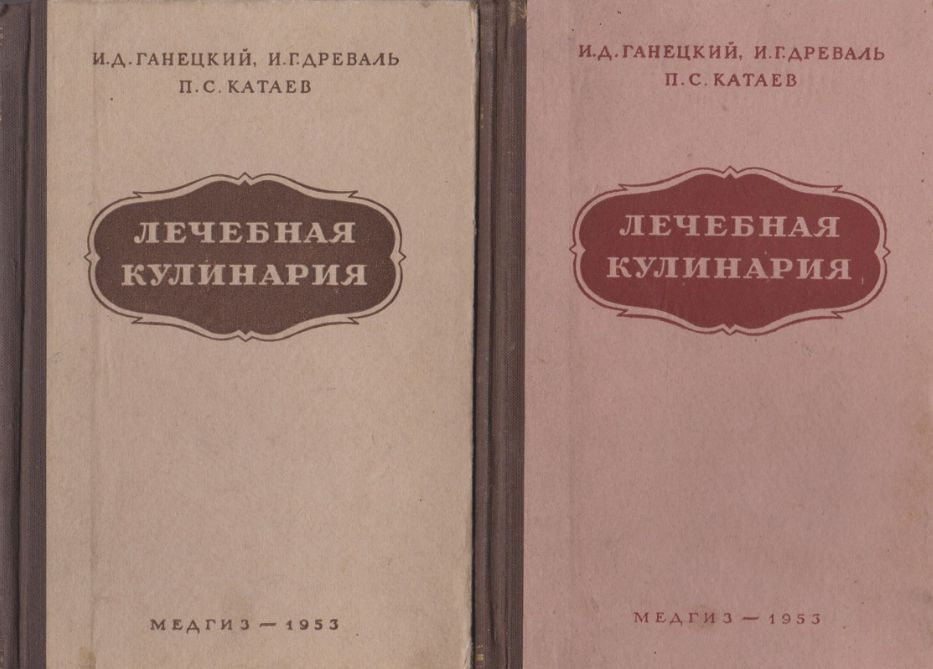 И.Д.ГАНЕЦКИЙ, И.Г.ДРЕВАЛЬ
П.С.КАТАЕВ
ЛЕЧЕБНАЯ
КУЛИНАРИЯ
МЕДГИЗ — 1953
И.Д.ГАНЕЦКИЙ, И.Г.ДРЕВАЛЬ
П.С.КАТАЕВ
ЛЕЧЕБНАЯ
КУЛИНАРИЯ
МЕДГИЗ — 1953